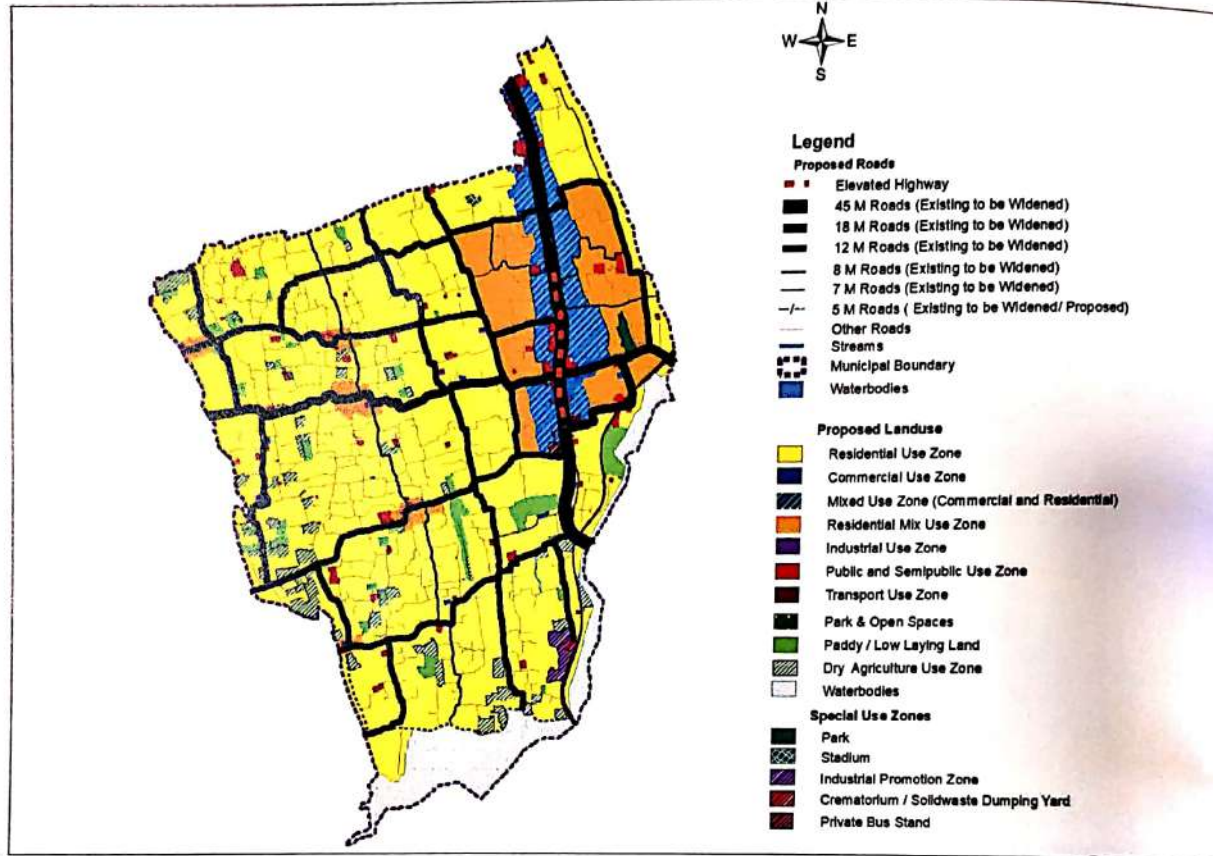 N
W E
S
Legend
Proposed Roads
Elevated Highway
45 M Roads (Existing to be Widened)
18 M Roads (Existing to be Widened)
12 M Roads (Existing to be Widened)
8 M Roads (Existing to be Widened)
7 M Roads (Existing to be Widened)
5 M Roads ( Existing to be Widened/ Proposed)
Other Roads
Streams
Municipal Boundary
Waterbodies
Proposed Landuse
Residential Use Zone
Commercial Use Zone
Mixed Use Zone (Commercial and Residential)
Residential Mix Use Zone
Industrial Use Zone
Public and Semipublic Use Zone
Transport Use Zone
Park & Open Spaces
Paddy / Low Laying Land
Dry Agriculture Use Zone
Waterbodies
Special Use Zones
Park
Stadium
Industrial Promotion Zone
Crematorium / Solidwaste Dumping Yard
Private Bus Stand